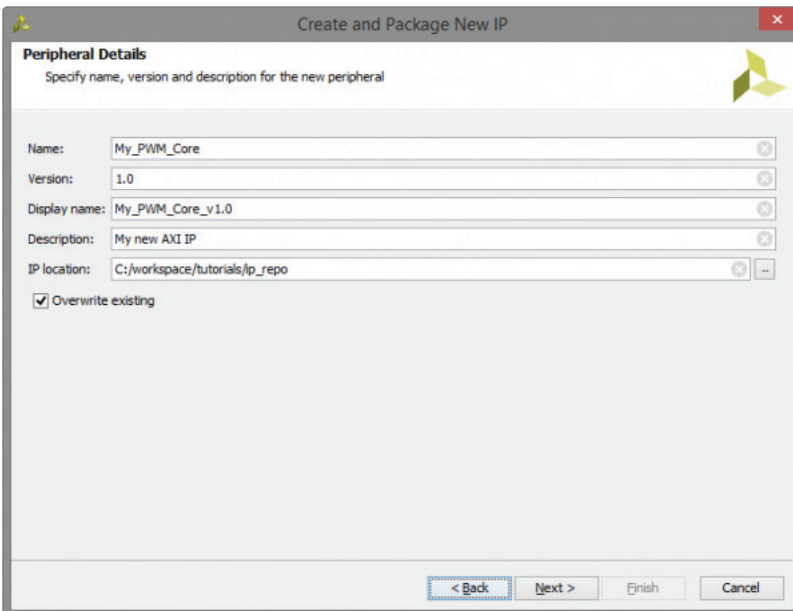 Create and Package New IP
Peripheral Details
Specify name, version and description for the new peripheral
Name: My_PWM_Core
Version: 1.0
Display name: My_PWM_Core_v1.0
Description: My new AXI IP
IP location: C:/workspace/tutorials/ip_repo ...
Overwrite existing
< Back Next > Finish Cancel